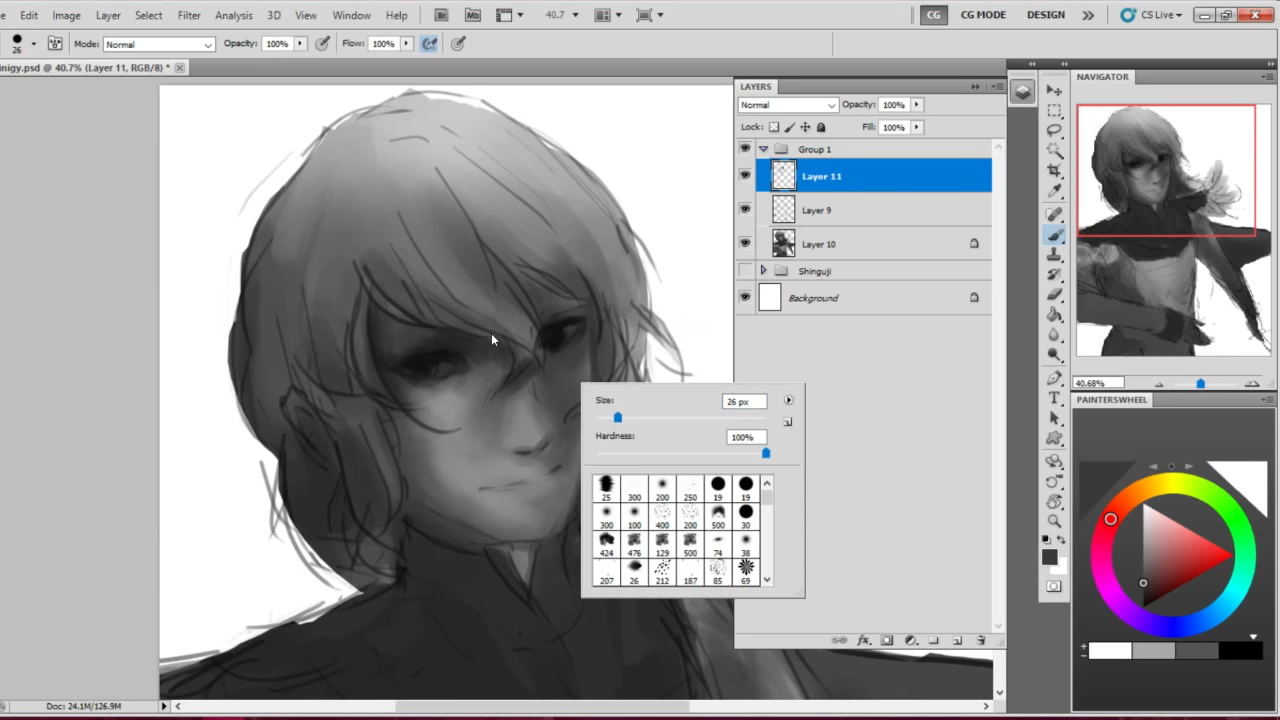 Edit Image Layer Select Filter Analysis 3D View Window Help Br Mb 40.7 CG CG MODE DESIGN CS Live
26 Mode: Normal Opacity: 100% Flow: 100%
inigy.psd @ 40.7% (Layer 11, RGB/8) *
LAYERS
Normal Opacity: 100%
Lock: Fill: 100%
Group 1
Layer 11
Layer 9
Layer 10
Shinguji
Background
NAVIGATOR
40.68%
PAINTERSWHEEL
Size: 26 px
Hardness: 100%
25 300 200 250 19 19
300 100 400 200 500 30
424 476 129 500 74 38
207 26 212 187 85 69
fx
T
Doc: 24.1M/126.9M